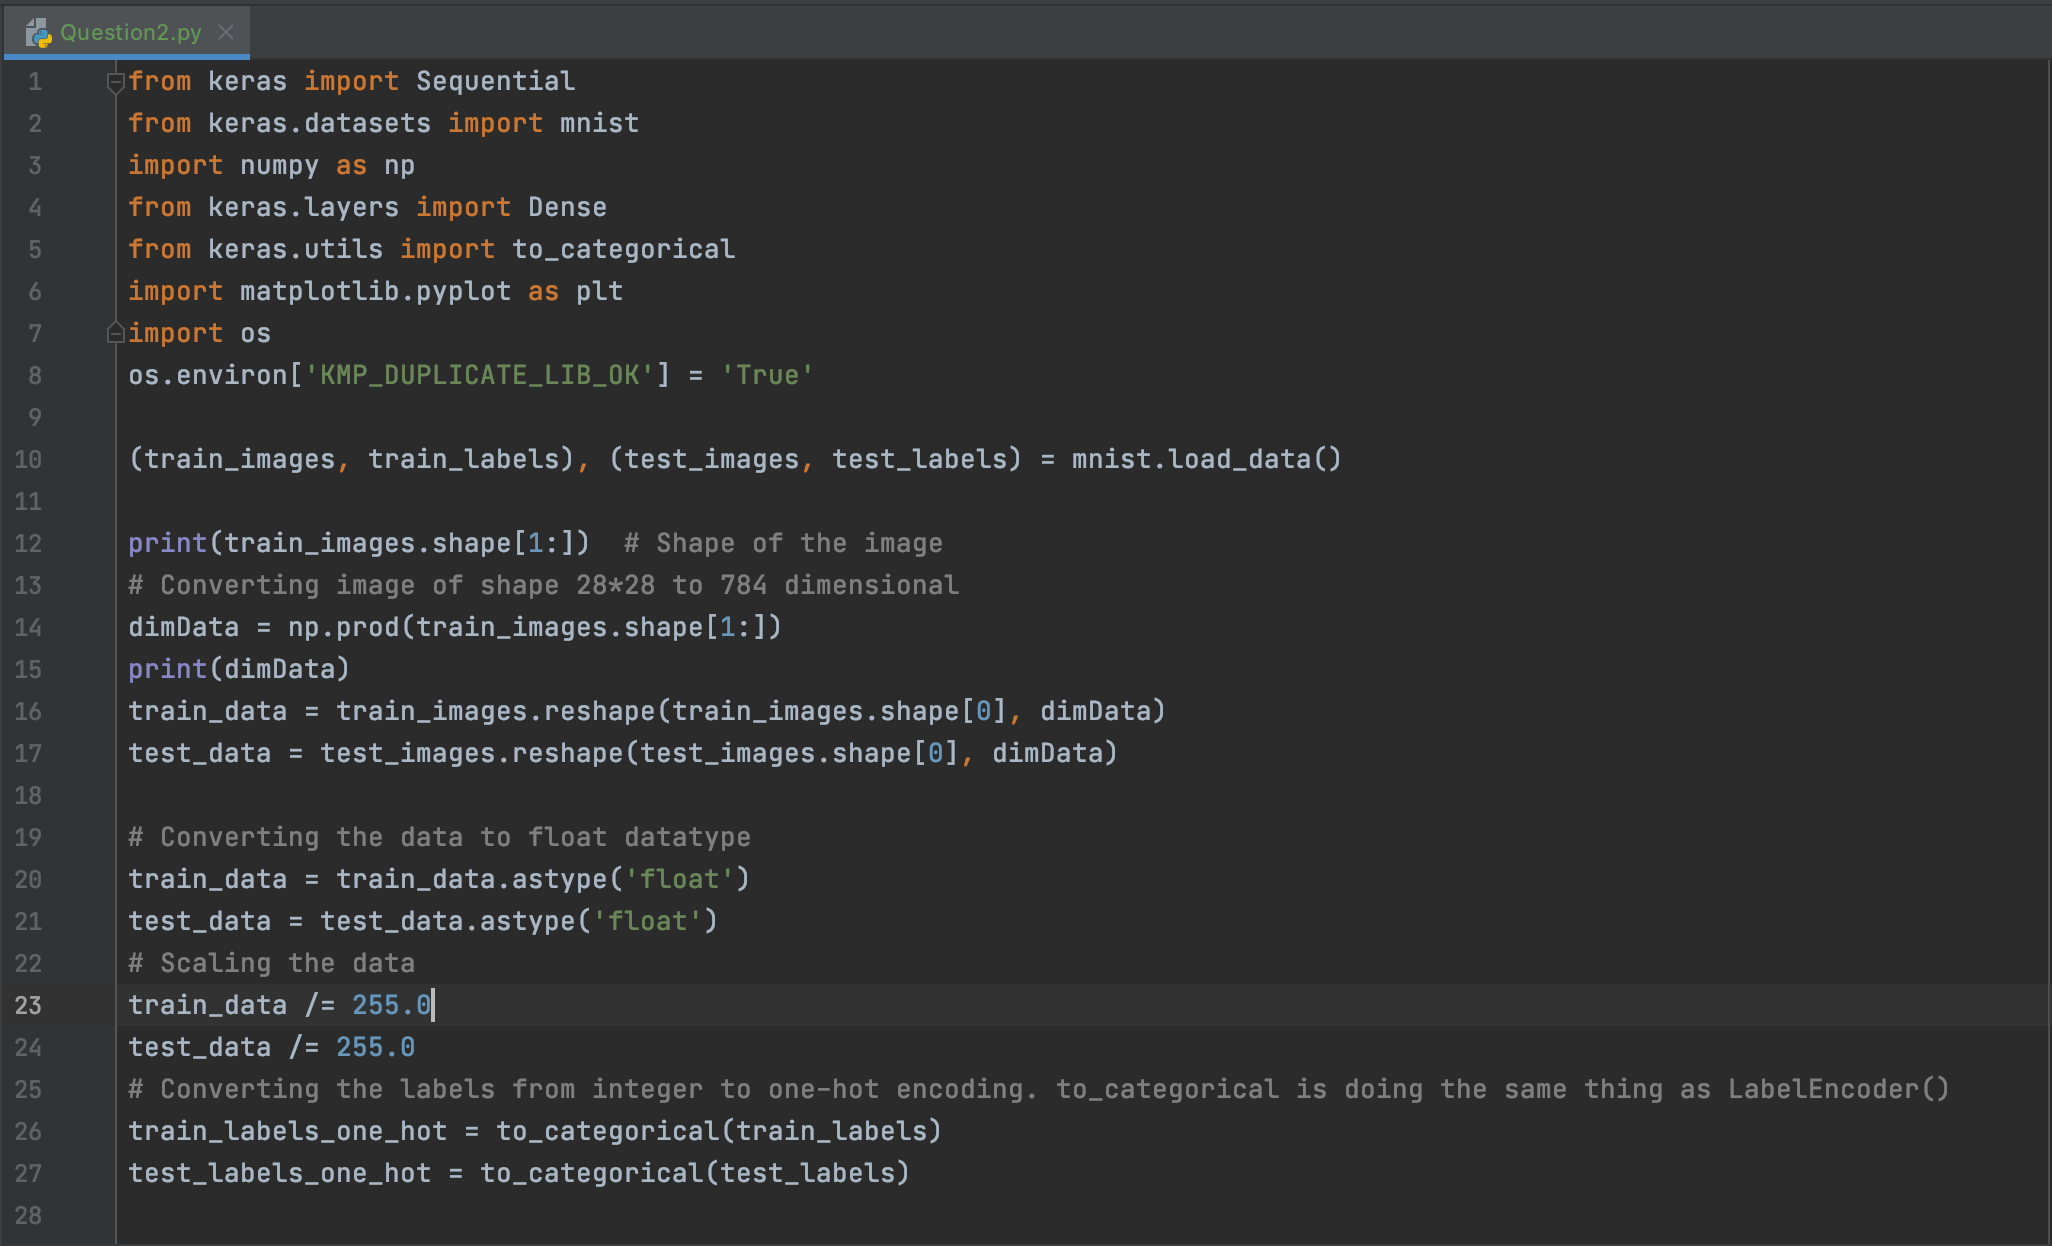 Question2.py
1 from keras import Sequential
2 from keras.datasets import mnist
3 import numpy as np
4 from keras.layers import Dense
5 from keras.utils import to_categorical
6 import matplotlib.pyplot as plt
7 import os
8 os.environ['KMP_DUPLICATE_LIB_OK'] = 'True'
9
10 (train_images, train_labels), (test_images, test_labels) = mnist.load_data()
11
12 print(train_images.shape[1:])  # Shape of the image
13 # Converting image of shape 28*28 to 784 dimensional
14 dimData = np.prod(train_images.shape[1:])
15 print(dimData)
16 train_data = train_images.reshape(train_images.shape[0], dimData)
17 test_data = test_images.reshape(test_images.shape[0], dimData)
18
19 # Converting the data to float datatype
20 train_data = train_data.astype('float')
21 test_data = test_data.astype('float')
22 # Scaling the data
23 train_data /= 255.0
24 test_data /= 255.0
25 # Converting the labels from integer to one-hot encoding. to_categorical is doing the same thing as LabelEncoder()
26 train_labels_one_hot = to_categorical(train_labels)
27 test_labels_one_hot = to_categorical(test_labels)
28